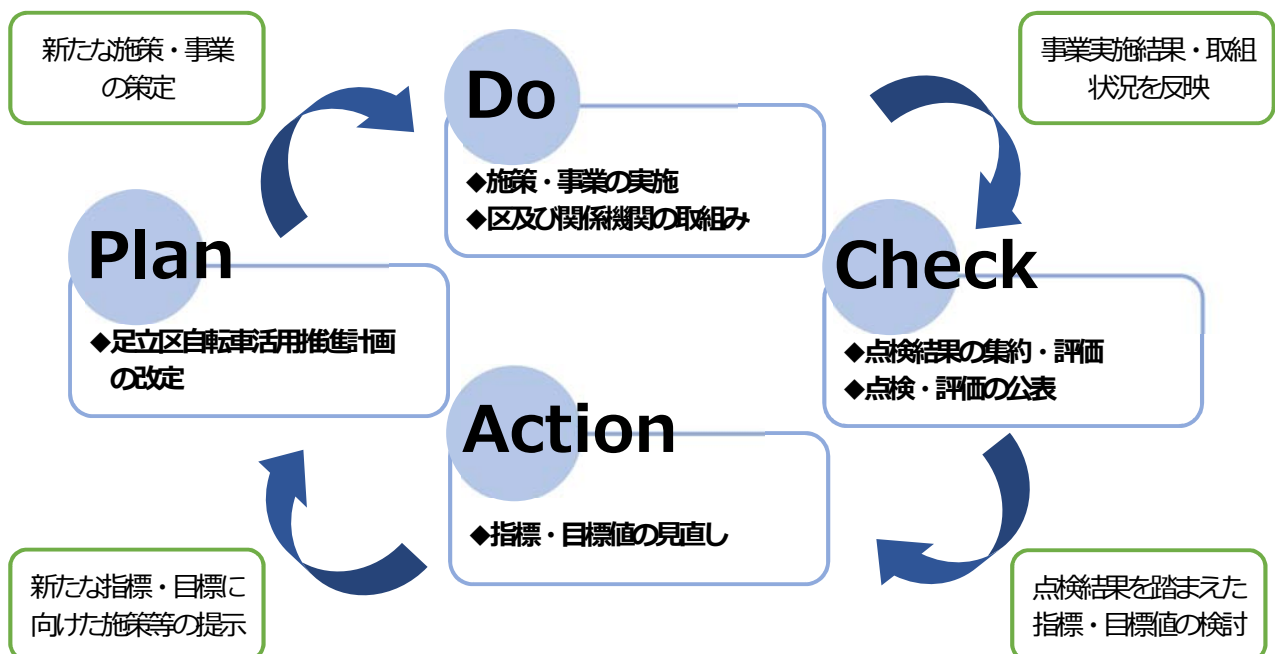 新たな施策・事業
の策定
事業実施結果・取組
状況を反映
Do
◆施策・事業の実施
◆区及び関係機関の取組み
Plan
◆足立区自転車活用推進計画
の改定
Check
◆点検結果の集約・評価
◆点検・評価の公表
Action
◆指標・目標値の見直し
新たな指標・目標に
向けた施策等の提示
点検結果を踏まえた
指標・目標値の検討